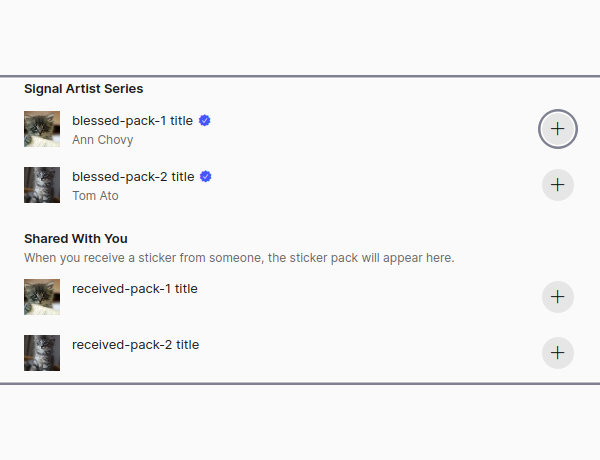 Signal Artist Series
blessed-pack-1 title
Ann Chovy
blessed-pack-2 title
Tom Ato
Shared With You
When you receive a sticker from someone, the sticker pack will appear here.
received-pack-1 title
received-pack-2 title